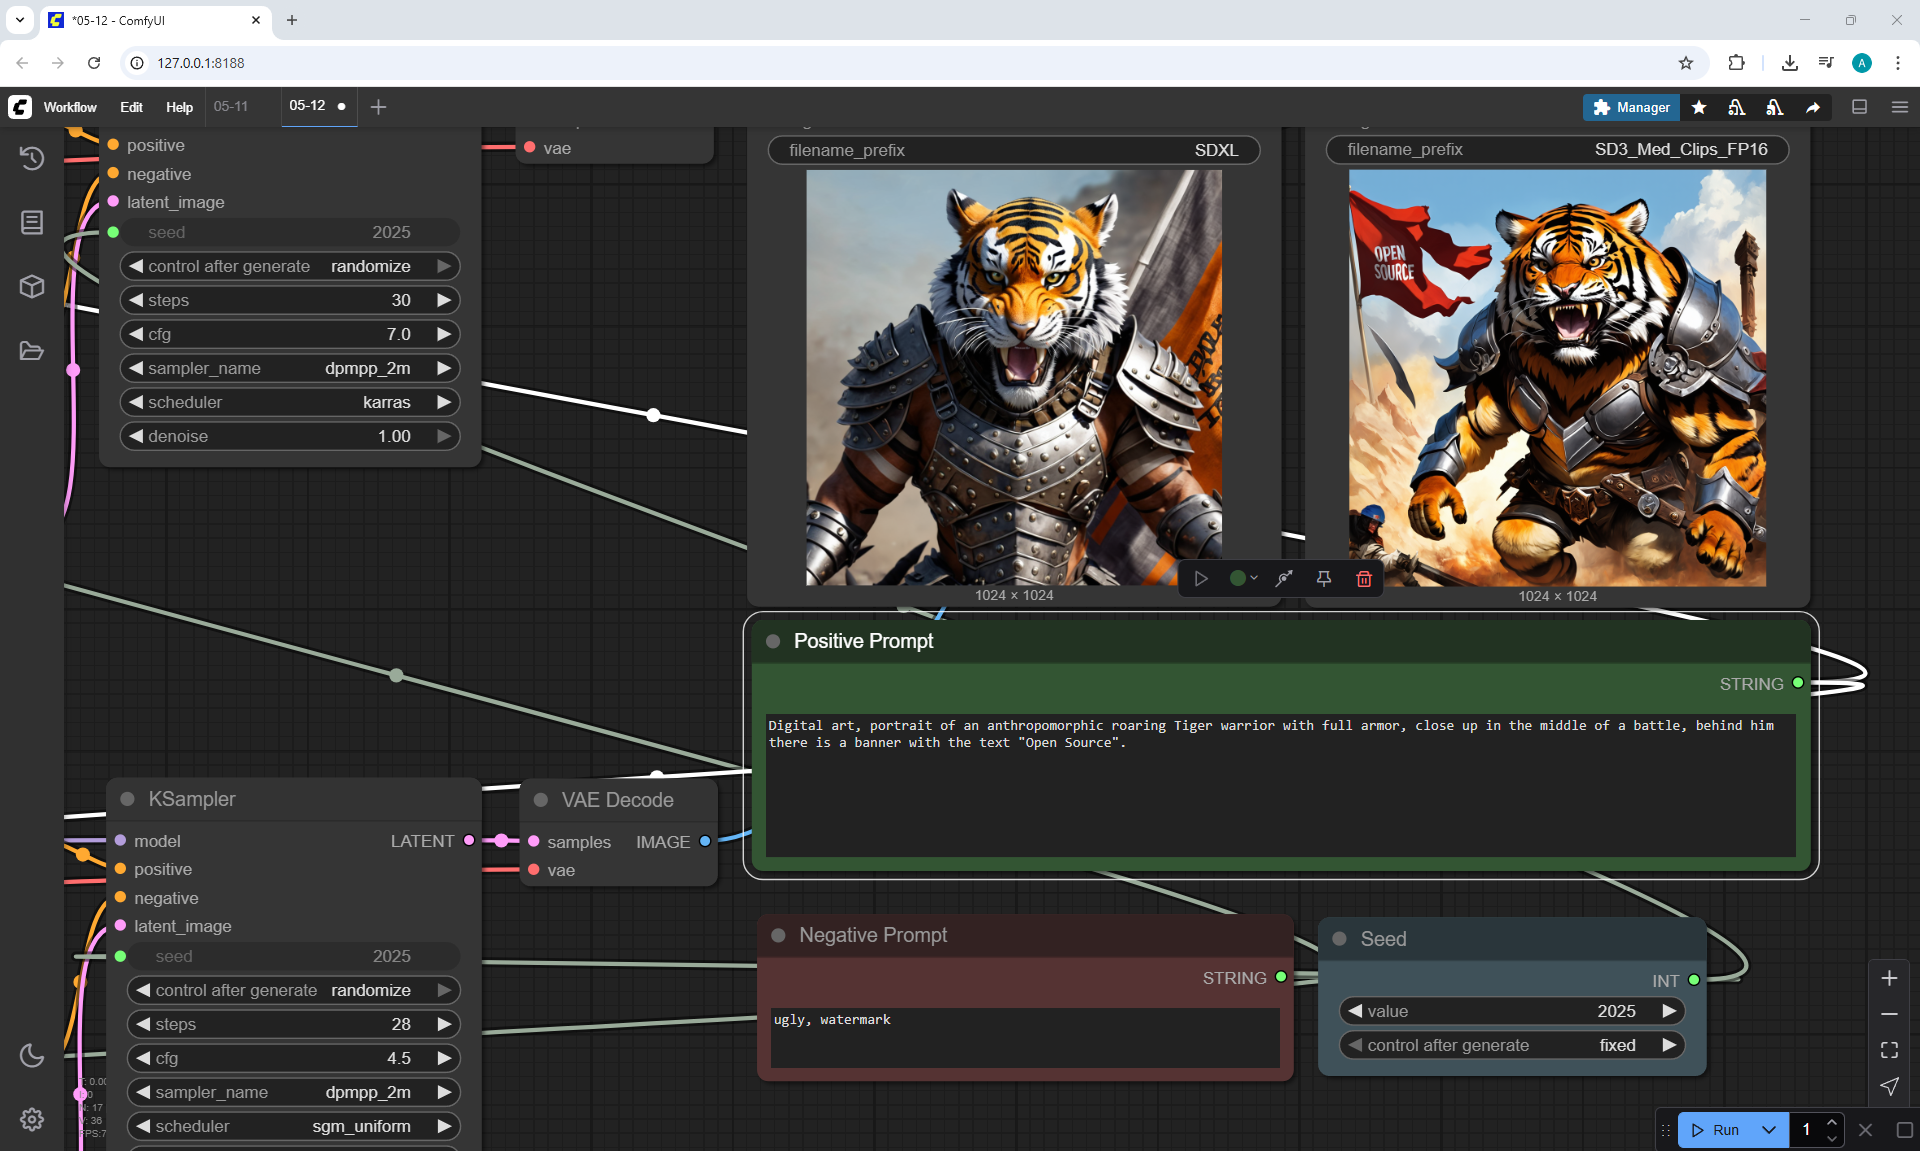 *05-12 - ComfyUI
127.0.0.1:8188
A
Workflow Edit Help 05-11 05-12
Manager
positive
negative
latent_image
seed 2025
control after generate randomize
steps 30
cfg 7.0
sampler_name dpmpp_2m
scheduler karras
denoise 1.00
vae
filename_prefix SDXL
1024 × 1024
filename_prefix SD3_Med_Clips_FP16
OPEN
SOURCE
1024 × 1024
Positive Prompt
STRING
Digital art, portrait of an anthropomorphic roaring Tiger warrior with full armor, close up in the middle of a battle, behind him
there is a banner with the text "Open Source".
KSampler
model LATENT
positive
negative
latent_image
seed 2025
control after generate randomize
steps 28
cfg 4.5
sampler_name dpmpp_2m
scheduler sgm_uniform
VAE Decode
samples IMAGE
vae
Negative Prompt
STRING
ugly, watermark
Seed
INT
value 2025
control after generate fixed
N: 17
Run 1